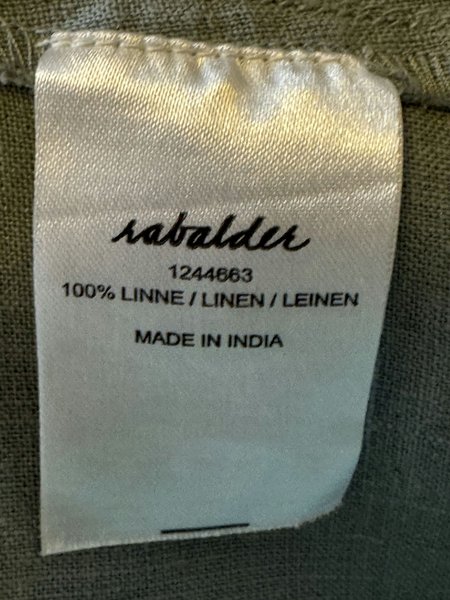 rabalder
1244663
100% LINNE / LINEN / LEINEN
MADE IN INDIA